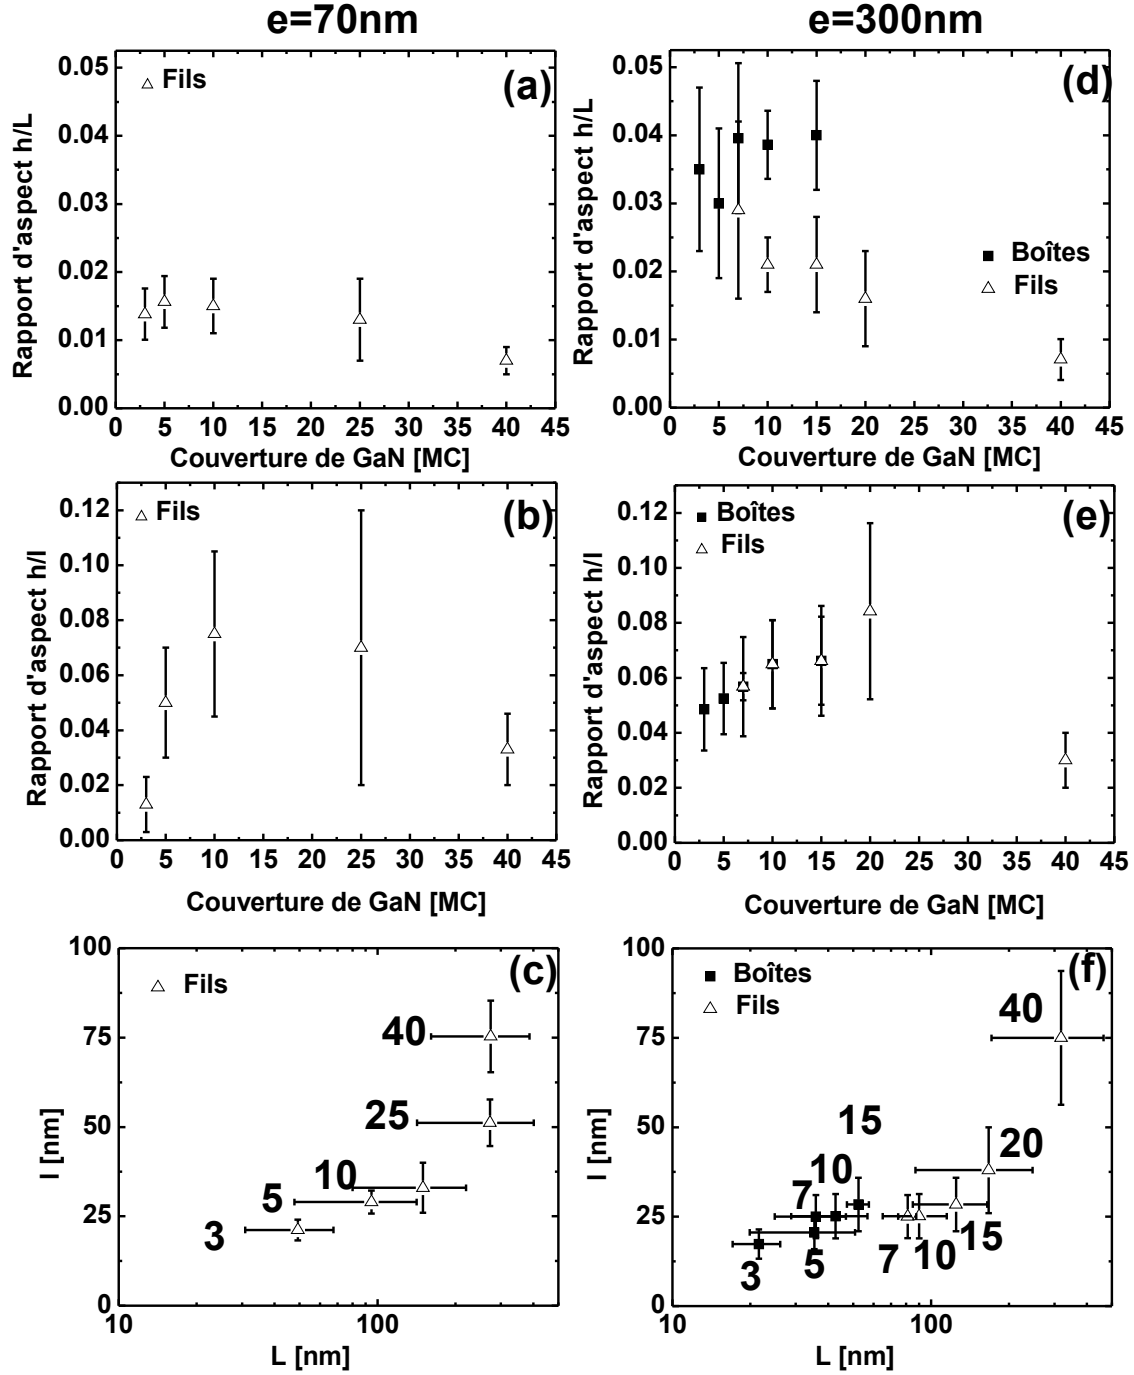 e=70nm
e=300nm
(a)
Fils
Rapport d'aspect h/L
0.05
0.04
0.03
0.02
0.01
0.00
0 5 10 15 20 25 30 35 40 45
Couverture de GaN [MC]
(d)
Boîtes
Fils
Rapport d'aspect h/L
0.05
0.04
0.03
0.02
0.01
0.00
0 5 10 15 20 25 30 35 40 45
Couverture de GaN [MC]
(b)
Fils
Rapport d'aspect h/l
0.12
0.10
0.08
0.06
0.04
0.02
0.00
0 5 10 15 20 25 30 35 40 45
Couverture de GaN [MC]
(e)
Boîtes
Fils
Rapport d'aspect h/l
0.12
0.10
0.08
0.06
0.04
0.02
0.00
0 5 10 15 20 25 30 35 40 45
Couverture de GaN [MC]
(c)
Fils
l [nm]
100
75
50
25
0
40
25
10
5
3
10 100
L [nm]
(f)
Boîtes
Fils
l [nm]
100
75
50
25
0
40
15
20
10
7
15
10
7
5
3
10 100
L [nm]